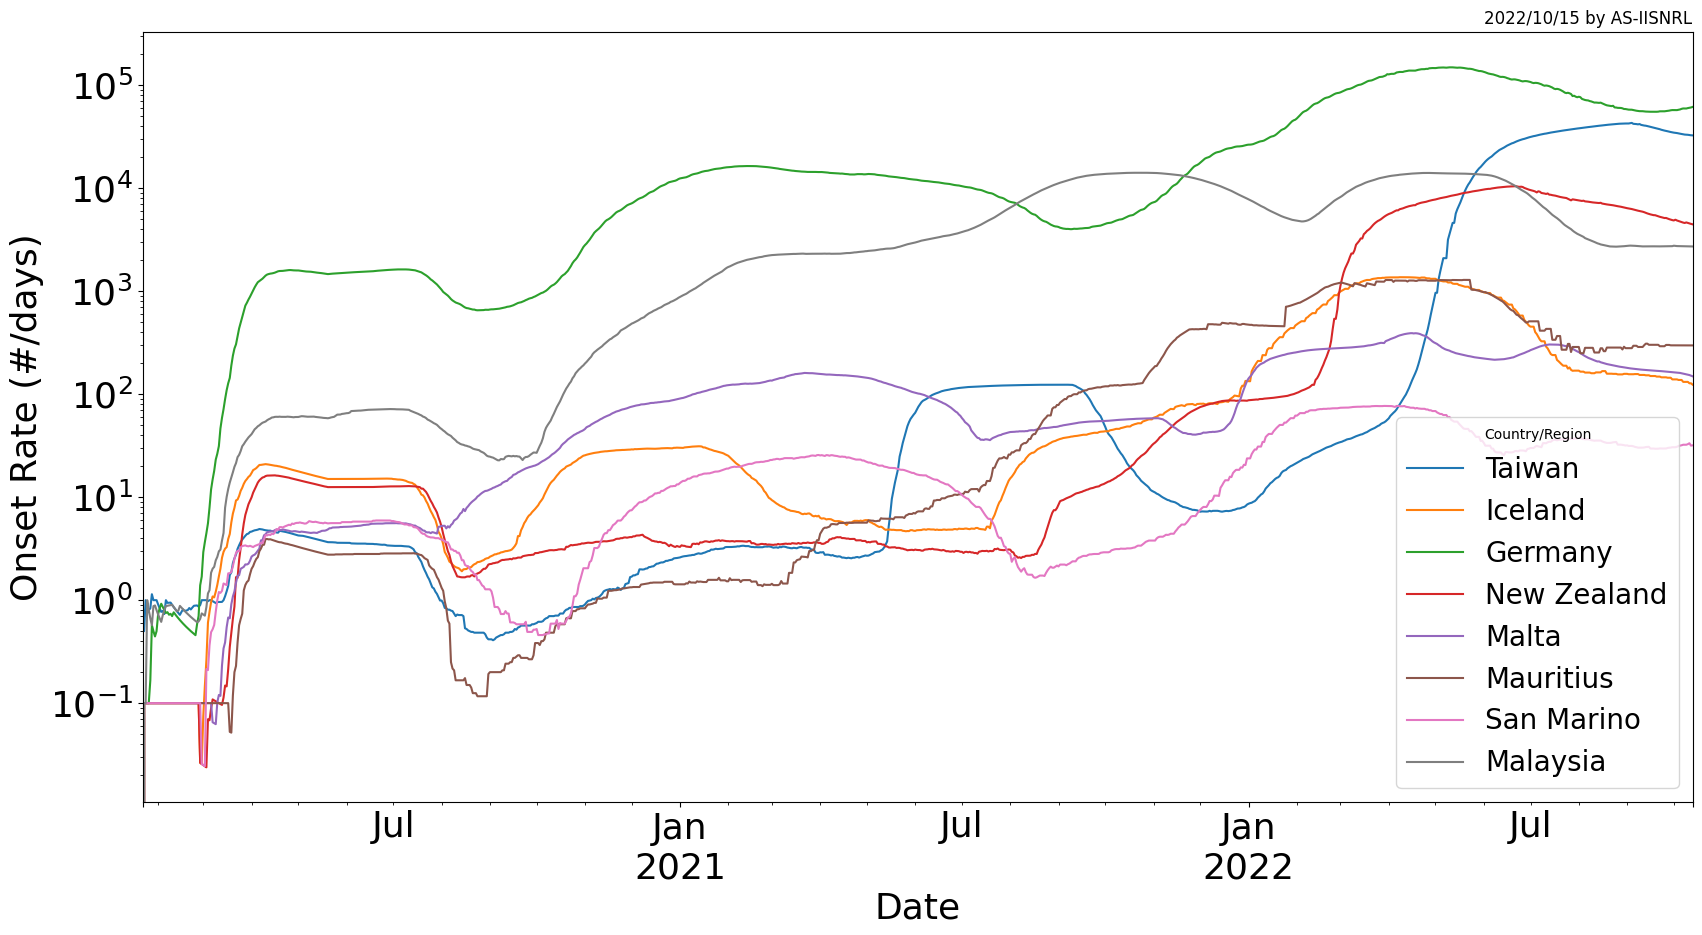 2022/10/15 by AS-IISNRL
Onset Rate (#/days)
10^5
10^4
10^3
10^2
10^1
10^0
10^−1
Country/Region
Taiwan
Iceland
Germany
New Zealand
Malta
Mauritius
San Marino
Malaysia
Jul
Jan
2021
Jul
Jan
2022
Jul
Date